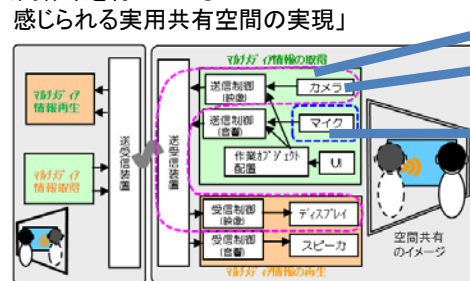 感じられる実用共有空間の実現」
マルチメディア情報の取得
マルチメディア
情報再生
送信制御
(映像)
カメラ
送信制御
(音響)
マイク
作業オブジェクト
配置
UI
送受信装置
送受信装置
マルチメディア
情報取得
受信制御
(映像)
ディスプレイ
受信制御
(音響)
スピーカ
マルチメディア情報の再生
空間共有
のイメージ